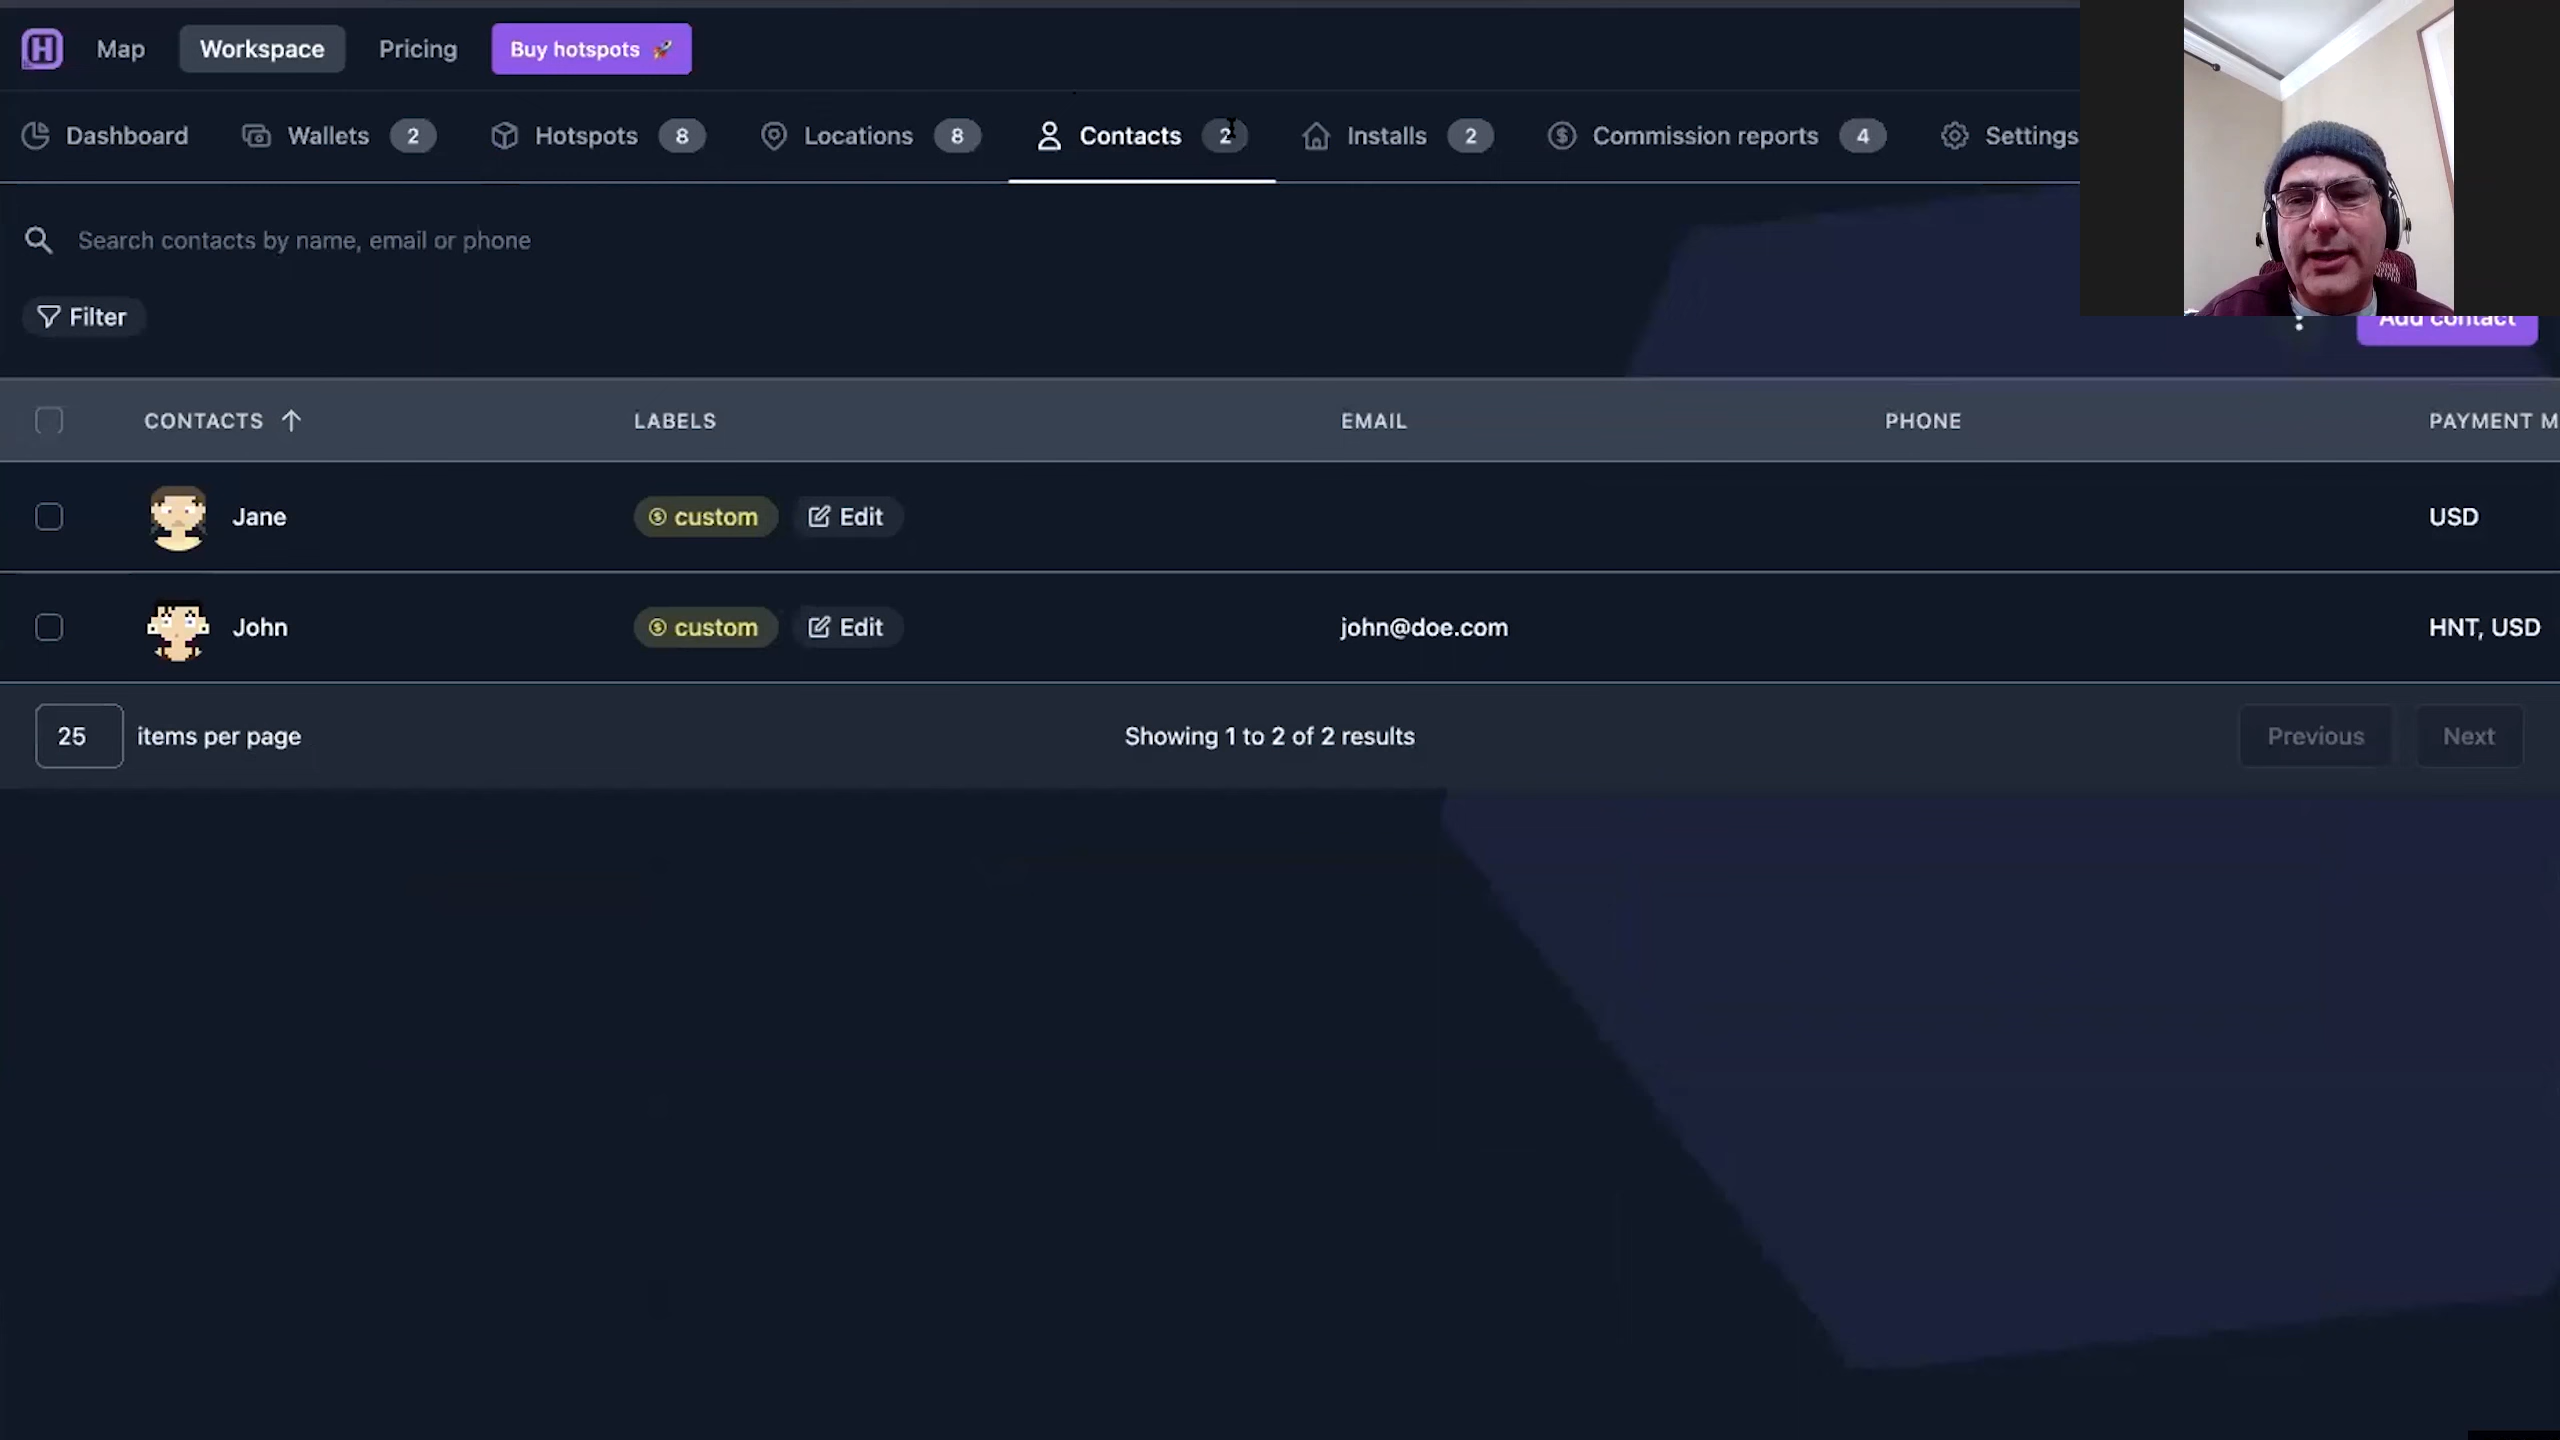 Map Workspace Pricing Buy hotspots
Dashboard Wallets 2 Hotspots 8 Locations 8 Contacts 2 Installs 2 Commission reports 4 Settings
Search contacts by name, email or phone
Filter
Add contact
CONTACTS LABELS EMAIL PHONE PAYMENT M
Jane custom Edit USD
John custom Edit john@doe.com HNT, USD
25 items per page Showing 1 to 2 of 2 results Previous Next